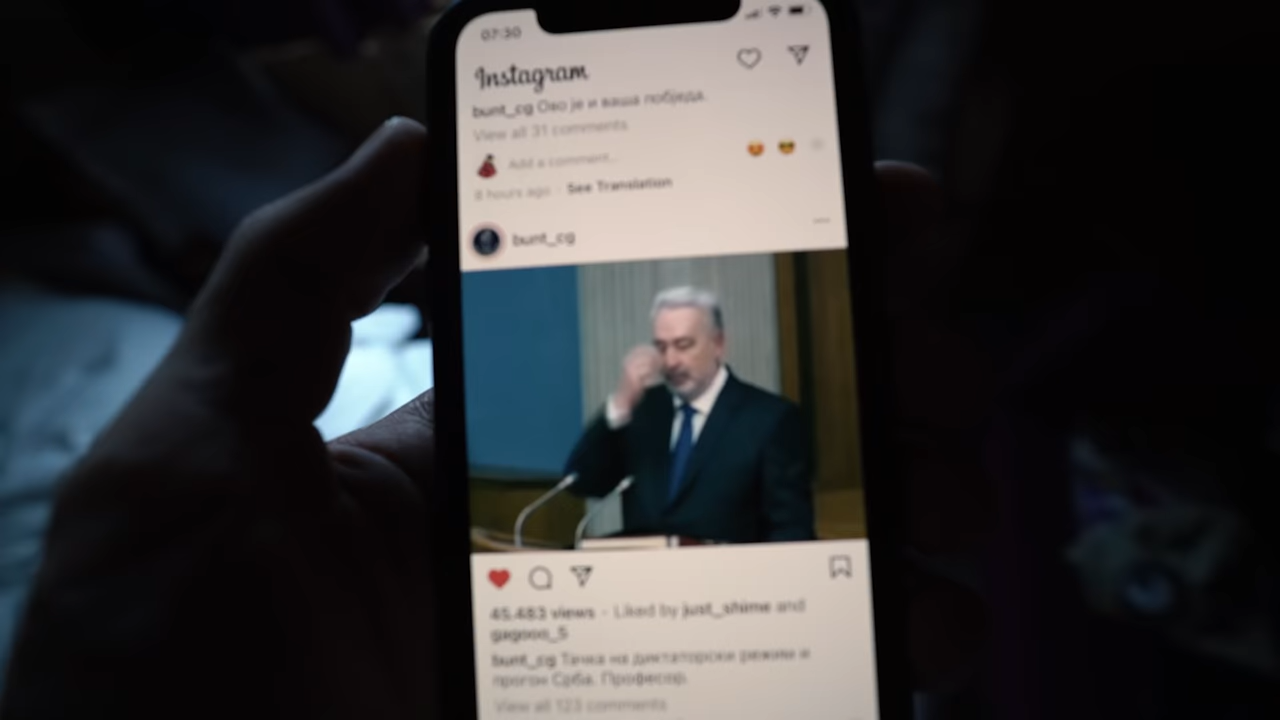 07:30
Instagram
bunt_cg Ово је и ваша побједа.
View all 31 comments
Add a comment...
8 hours ago · See Translation
bunt_cg
45.483 views · Liked by just_shime and
gagooo_5
bunt_cg Тачка на диктаторски режим и
прогон Срба. Професор.
View all 123 comments